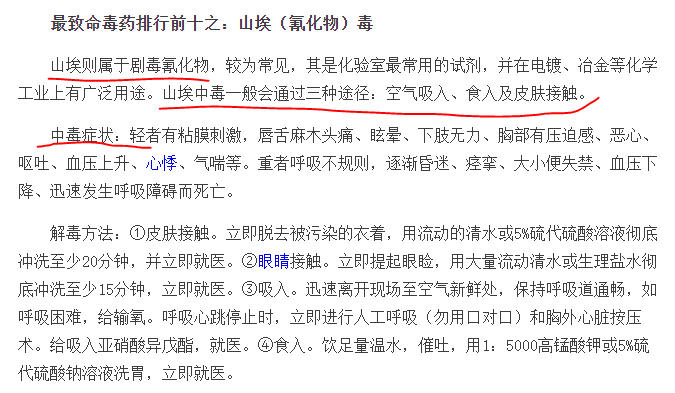 最致命毒药排行前十之：山埃（氰化物）毒
山埃则属于剧毒氰化物，较为常见，其是化验室最常用的试剂，并在电镀、冶金等化学
工业上有广泛用途。山埃中毒一般会通过三种途径：空气吸入、食入及皮肤接触。
中毒症状：轻者有粘膜刺激，唇舌麻木头痛、眩晕、下肢无力、胸部有压迫感、恶心、
呕吐、血压上升、心悸、气喘等。重者呼吸不规则，逐渐昏迷、痉挛、大小便失禁、血压下
降、迅速发生呼吸障碍而死亡。
解毒方法：①皮肤接触。立即脱去被污染的衣着，用流动的清水或5%硫代硫酸溶液彻底
冲洗至少20分钟，并立即就医。②眼睛接触。立即提起眼睑，用大量流动清水或生理盐水彻
底冲洗至少15分钟，立即就医。③吸入。迅速离开现场至空气新鲜处，保持呼吸道通畅，如
呼吸困难，给输氧。呼吸心跳停止时，立即进行人工呼吸（勿用口对口）和胸外心脏按压
术。给吸入亚硝酸异戊酯，就医。④食入。饮足量温水，催吐，用1：5000高锰酸钾或5%硫
代硫酸钠溶液洗胃，立即就医。